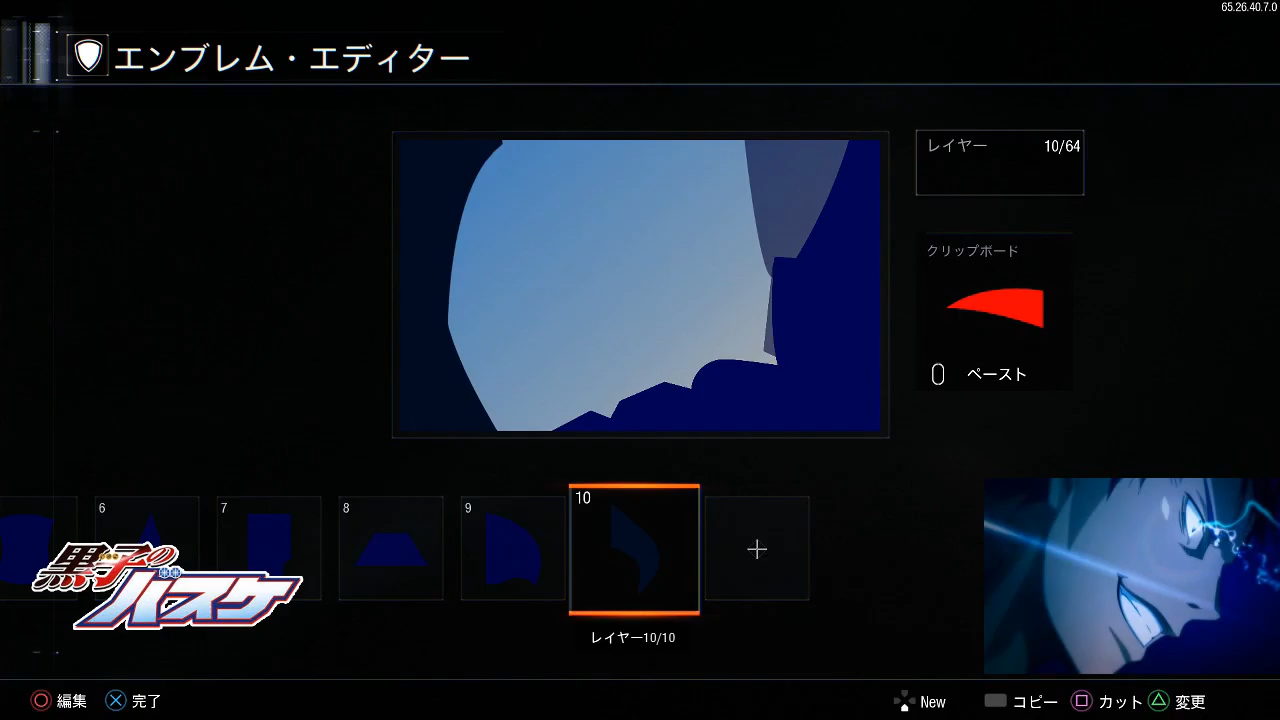 65.26.40.7.0
エンブレム・エディター
レイヤー 10/64
クリップボード
ペースト
6 7 8 9 10
黒子の
バスケ
レイヤー10/10
編集 完了 New コピー カット 変更